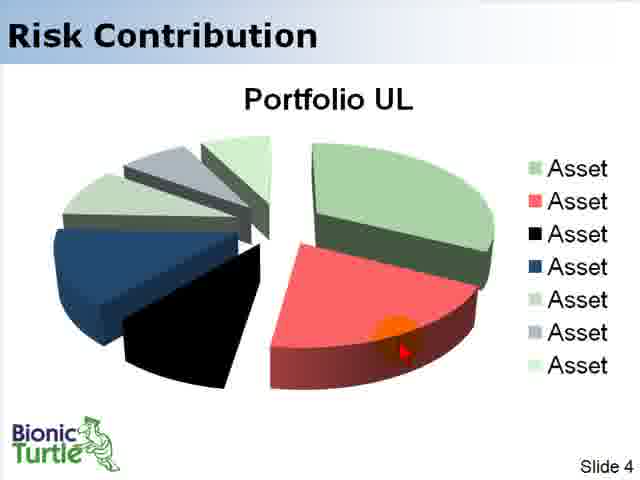 Risk Contribution
Portfolio UL
Asset
Asset
Asset
Asset
Asset
Asset
Asset
Bionic
Turtle
Slide 4